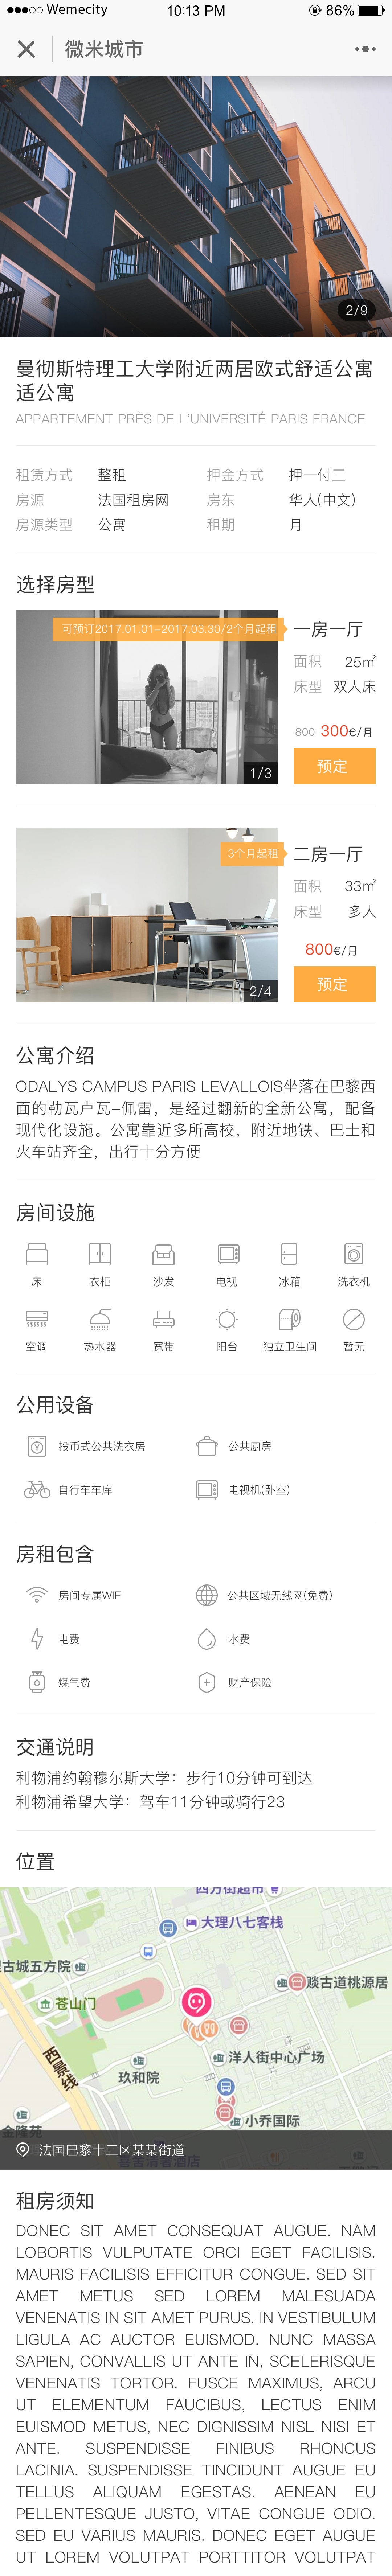 Wemecity 10:13 PM 86%
微米城市
2/9
曼彻斯特理工大学附近两居欧式舒适公寓
适公寓
APPARTEMENT PRÈS DE L'UNIVERSITÉ PARIS FRANCE
租赁方式 整租 押金方式 押一付三
房源 法国租房网 房东 华人(中文)
房源类型 公寓 租期 月
选择房型
可预订2017.01.01-2017.03.30/2个月起租
一房一厅
面积 25㎡
床型 双人床
800 300€/月
预定
1/3
3个月起租
二房一厅
面积 33㎡
床型 多人
800€/月
预定
2/4
公寓介绍
ODALYS CAMPUS PARIS LEVALLOIS坐落在巴黎西
面的勒瓦卢瓦-佩雷，是经过翻新的全新公寓，配备
现代化设施。公寓靠近多所高校，附近地铁、巴士和
火车站齐全，出行十分方便
房间设施
床 衣柜 沙发 电视 冰箱 洗衣机
空调 热水器 宽带 阳台 独立卫生间 暂无
公用设备
投币式公共洗衣房 公共厨房
自行车车库 电视机(卧室)
房租包含
房间专属WIFI 公共区域无线网(免费)
电费 水费
煤气费 财产保险
交通说明
利物浦约翰穆尔斯大学：步行10分钟可到达
利物浦希望大学：驾车11分钟或骑行23
位置
四方街超市
大理八七客栈
古城五方院
蔎古道桃源居
苍山门
西景线
洋人街中心广场
玖和院
小乔国际
金隆苑
法国巴黎十三区某某街道
租房须知
DONEC SIT AMET CONSEQUAT AUGUE. NAM
LOBORTIS VULPUTATE ORCI EGET FACILISIS.
MAURIS FACILISIS EFFICITUR CONGUE. SED SIT
AMET METUS SED LOREM MALESUADA
VENENATIS IN SIT AMET PURUS. IN VESTIBULUM
LIGULA AC AUCTOR EUISMOD. NUNC MASSA
SAPIEN, CONVALLIS UT ANTE IN, SCELERISQUE
VENENATIS TORTOR. FUSCE MAXIMUS, ARCU
UT ELEMENTUM FAUCIBUS, LECTUS ENIM
EUISMOD METUS, NEC DIGNISSIM NISL NISI ET
ANTE. SUSPENDISSE FINIBUS RHONCUS
LACINIA. SUSPENDISSE TINCIDUNT AUGUE EU
TELLUS ALIQUAM EGESTAS. AENEAN EU
PELLENTESQUE JUSTO, VITAE CONGUE ODIO.
SED EU VARIUS MAURIS. DONEC EGET AUGUE
UT LOREM VOLUTPAT PORTTITOR VOLUTPAT